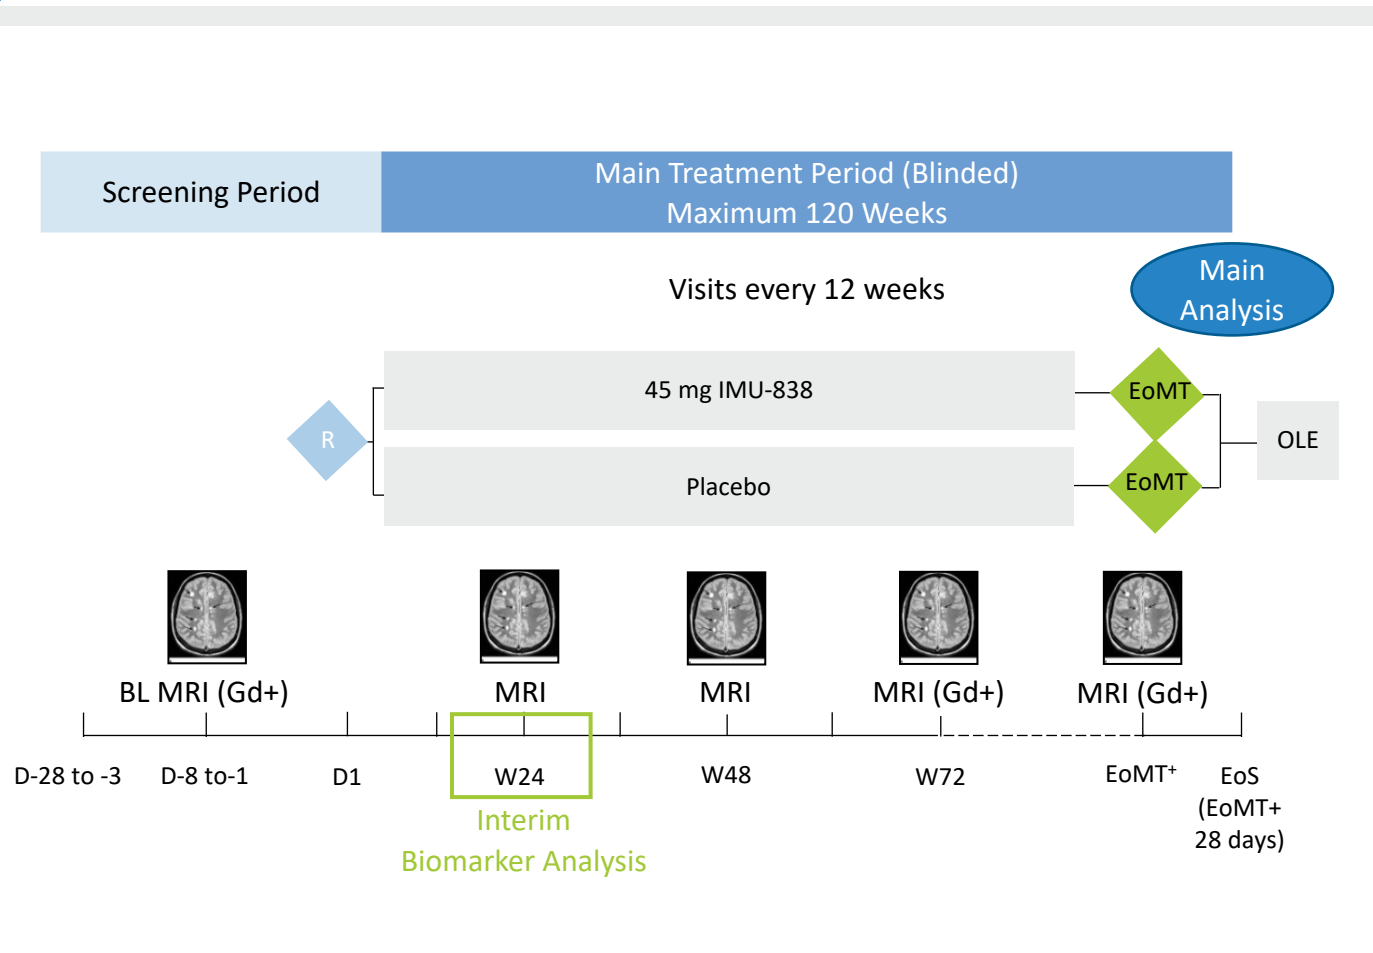 Screening Period
Main Treatment Period (Blinded)
Maximum 120 Weeks
Visits every 12 weeks
Main
Analysis
45 mg IMU-838
EoMT
R
OLE
Placebo
EoMT
BL MRI (Gd+)
MRI
MRI
MRI (Gd+)
MRI (Gd+)
D-28 to -3
D-8 to-1
D1
W24
W48
W72
EoMT+
EoS
(EoMT+
28 days)
Interim
Biomarker Analysis